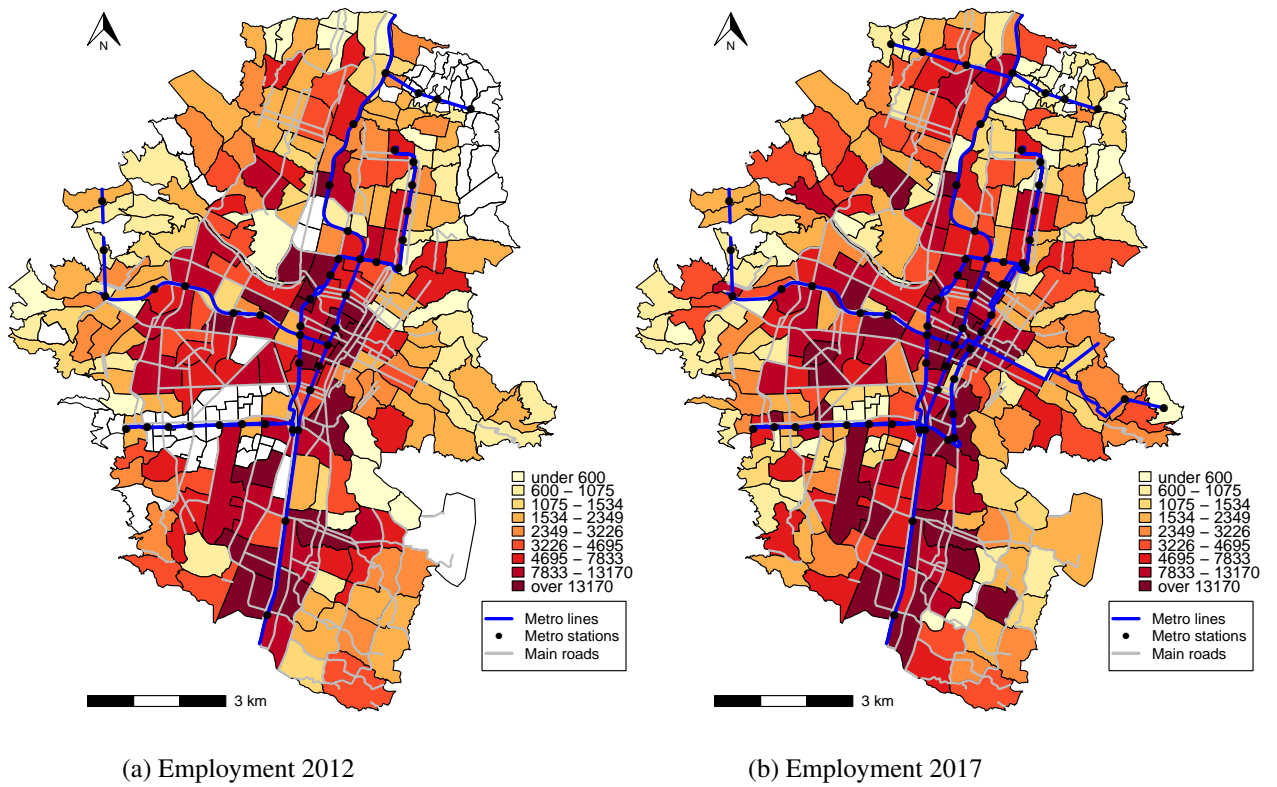 N
under 600
600 − 1075
1075 − 1534
1534 − 2349
2349 − 3226
3226 − 4695
4695 − 7833
7833 − 13170
over 13170
Metro lines
Metro stations
Main roads
3 km
(a) Employment 2012
N
under 600
600 − 1075
1075 − 1534
1534 − 2349
2349 − 3226
3226 − 4695
4695 − 7833
7833 − 13170
over 13170
Metro lines
Metro stations
Main roads
3 km
(b) Employment 2017